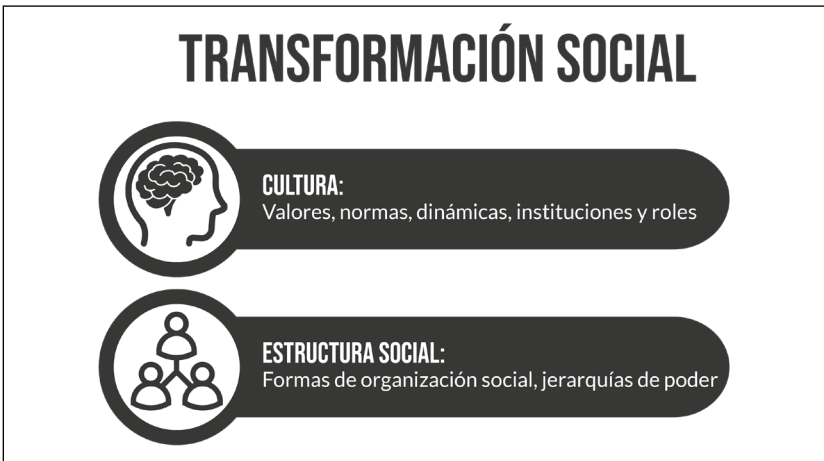 TRANSFORMACIÓN SOCIAL
CULTURA:
Valores, normas, dinámicas, instituciones y roles
ESTRUCTURA SOCIAL:
Formas de organización social, jerarquías de poder